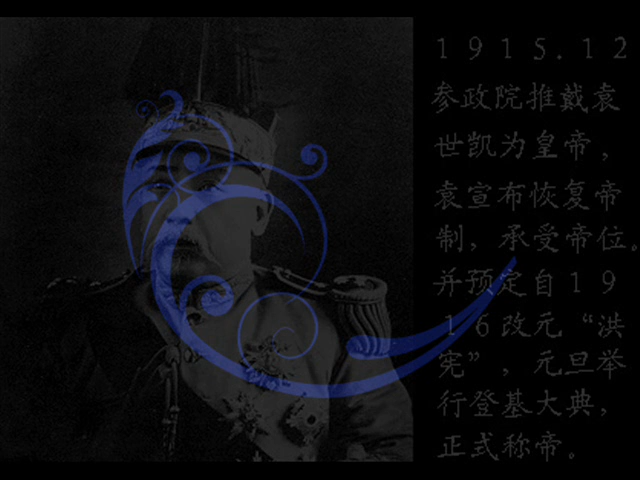 1915.12
参政院推戴袁
世凯为皇帝，
袁宣布恢复帝
制，承受帝位。
并预定自19
16改元“洪
宪”，元旦举
行登基大典，
正式称帝。